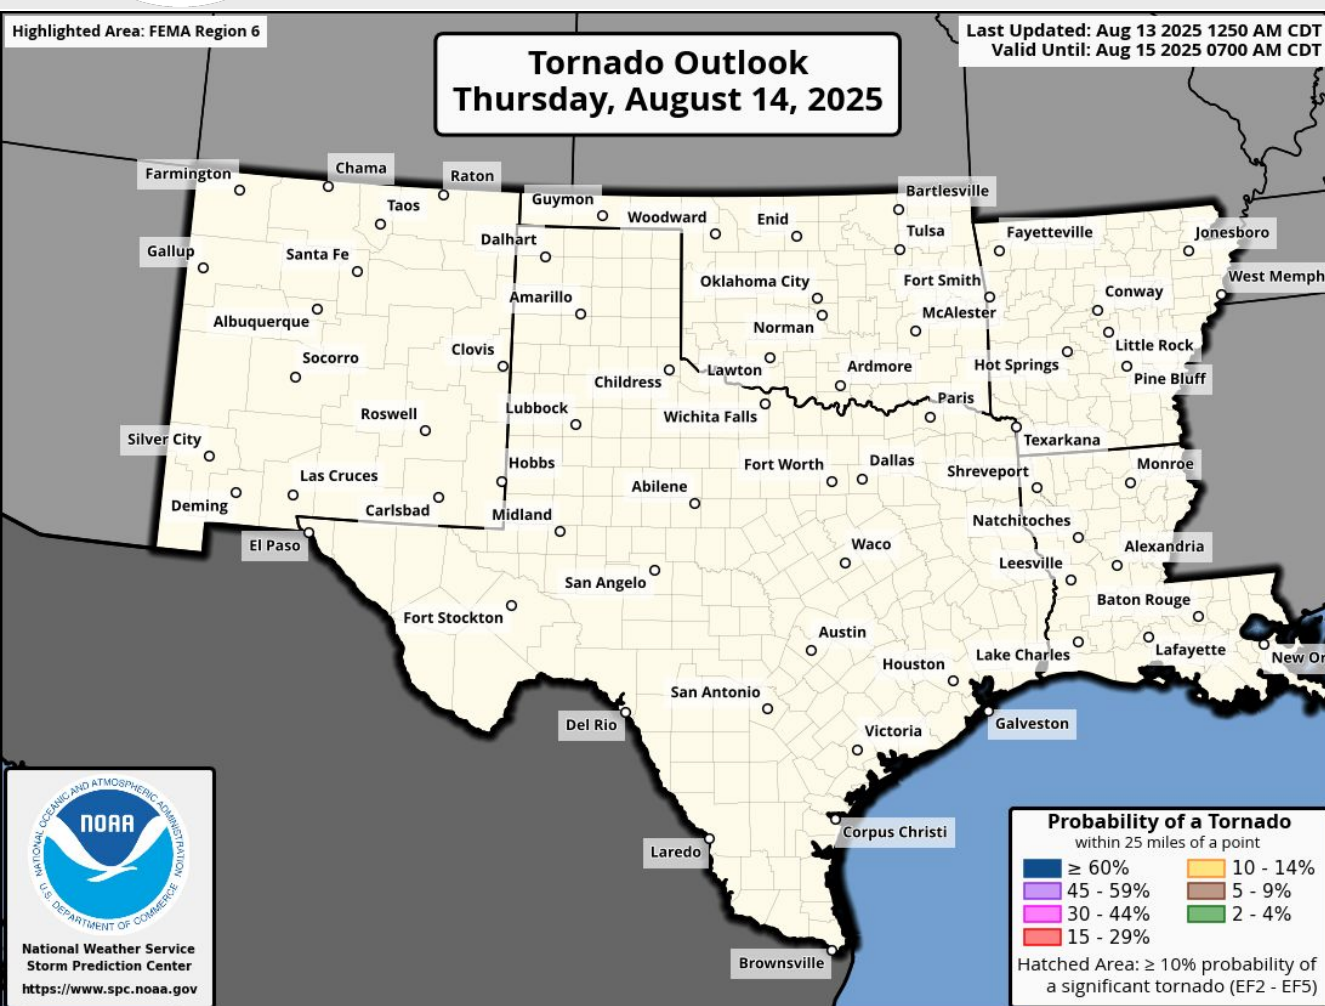 Highlighted Area: FEMA Region 6
Last Updated: Aug 13 2025 1250 AM CDT
Valid Until: Aug 15 2025 0700 AM CDT
Tornado Outlook
Thursday, August 14, 2025
Farmington
Chama
Raton
Taos
Guymon
Woodward
Enid
Bartlesville
Tulsa
Fayetteville
Jonesboro
Gallup
Santa Fe
Dalhart
Oklahoma City
Fort Smith
West Memph
Amarillo
Conway
Albuquerque
Norman
McAlester
Little Rock
Socorro
Clovis
Childress
Lawton
Ardmore
Hot Springs
Pine Bluff
Roswell
Lubbock
Wichita Falls
Paris
Silver City
Texarkana
Las Cruces
Hobbs
Fort Worth
Dallas
Shreveport
Monroe
Deming
Carlsbad
Midland
Abilene
Natchitoches
El Paso
Waco
Alexandria
San Angelo
Leesville
Fort Stockton
Baton Rouge
Austin
Houston
Lake Charles
Lafayette
New Or
San Antonio
Del Rio
Victoria
Galveston
Corpus Christi
Laredo
Brownsville
NATIONAL OCEANIC AND ATMOSPHERIC ADMINISTRATION
NOAA
U.S. DEPARTMENT OF COMMERCE
National Weather Service
Storm Prediction Center
https://www.spc.noaa.gov
Probability of a Tornado
within 25 miles of a point
≥ 60%
45 - 59%
30 - 44%
15 - 29%
10 - 14%
5 - 9%
2 - 4%
Hatched Area: ≥ 10% probability of
a significant tornado (EF2 - EF5)